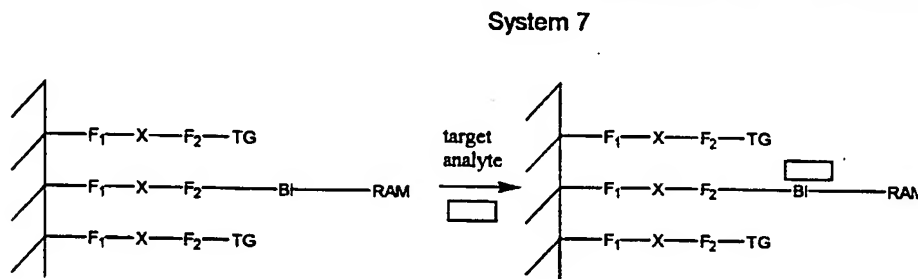 System 7
F₁—X—F₂—TG
F₁—X—F₂—BI—RAM
F₁—X—F₂—TG
target
analyte
F₁—X—F₂—TG
F₁—X—F₂—BI—RAM
F₁—X—F₂—TG